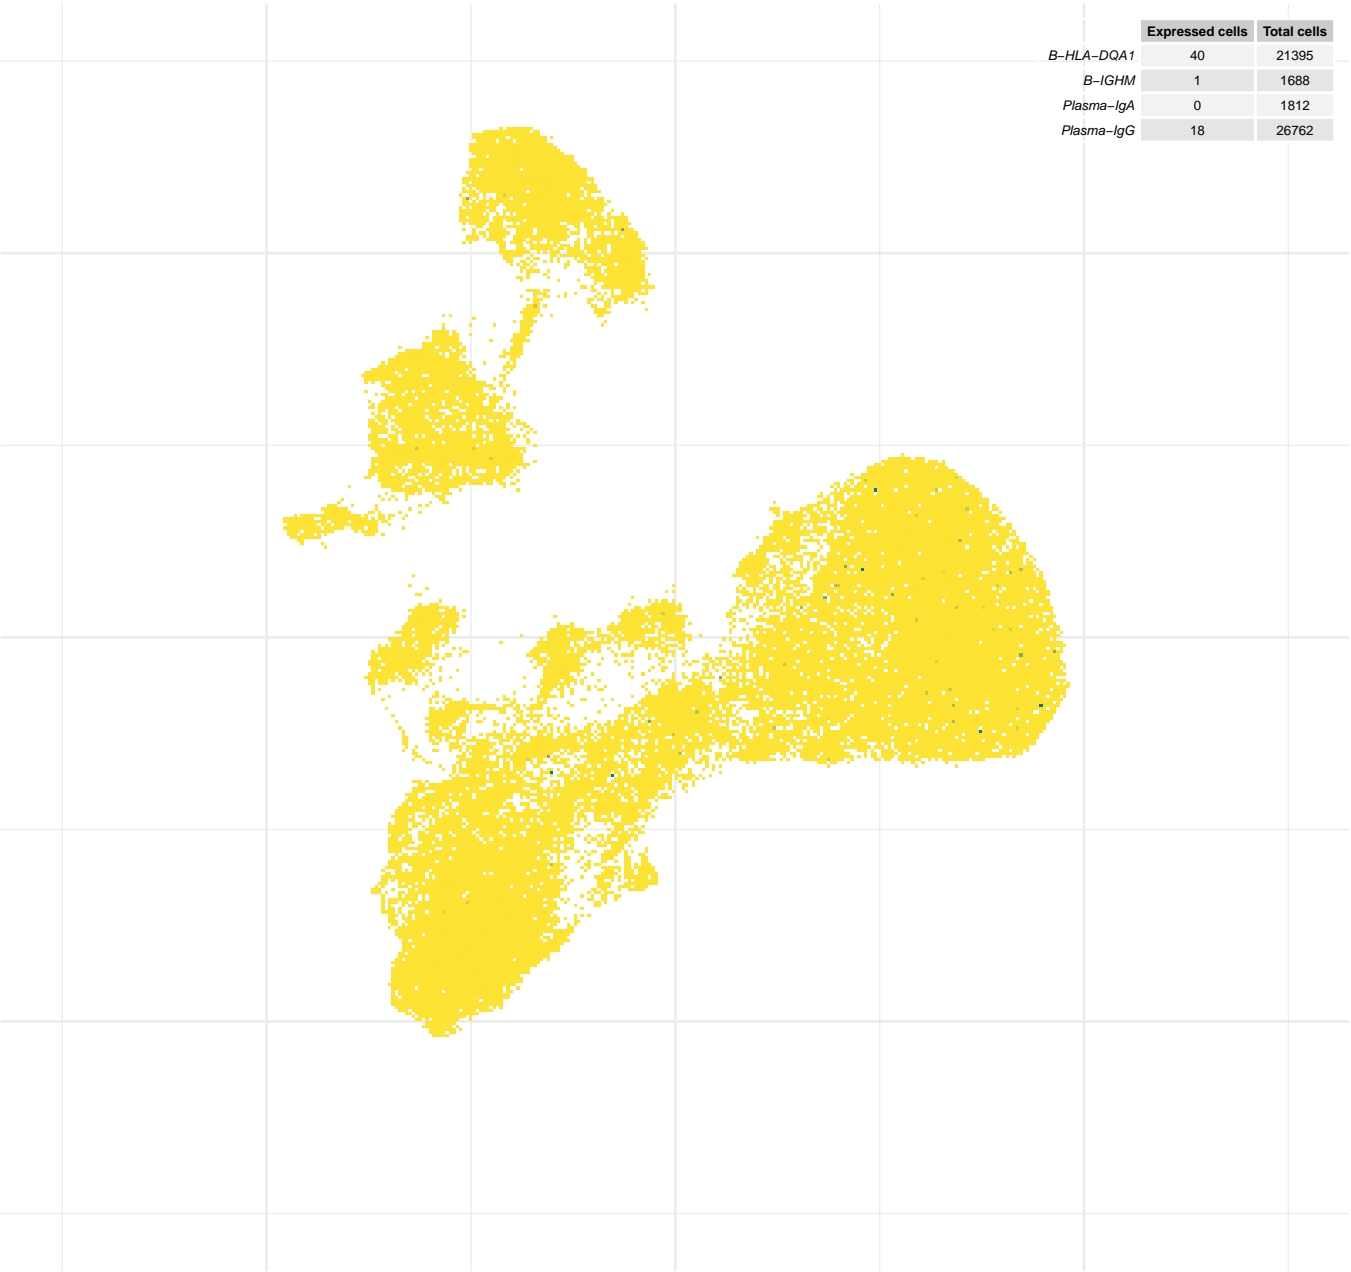 Expressed cells Total cells
B−HLA−DQA1 40 21395
B−IGHM 1 1688
Plasma−IgA 0 1812
Plasma−IgG 18 26762